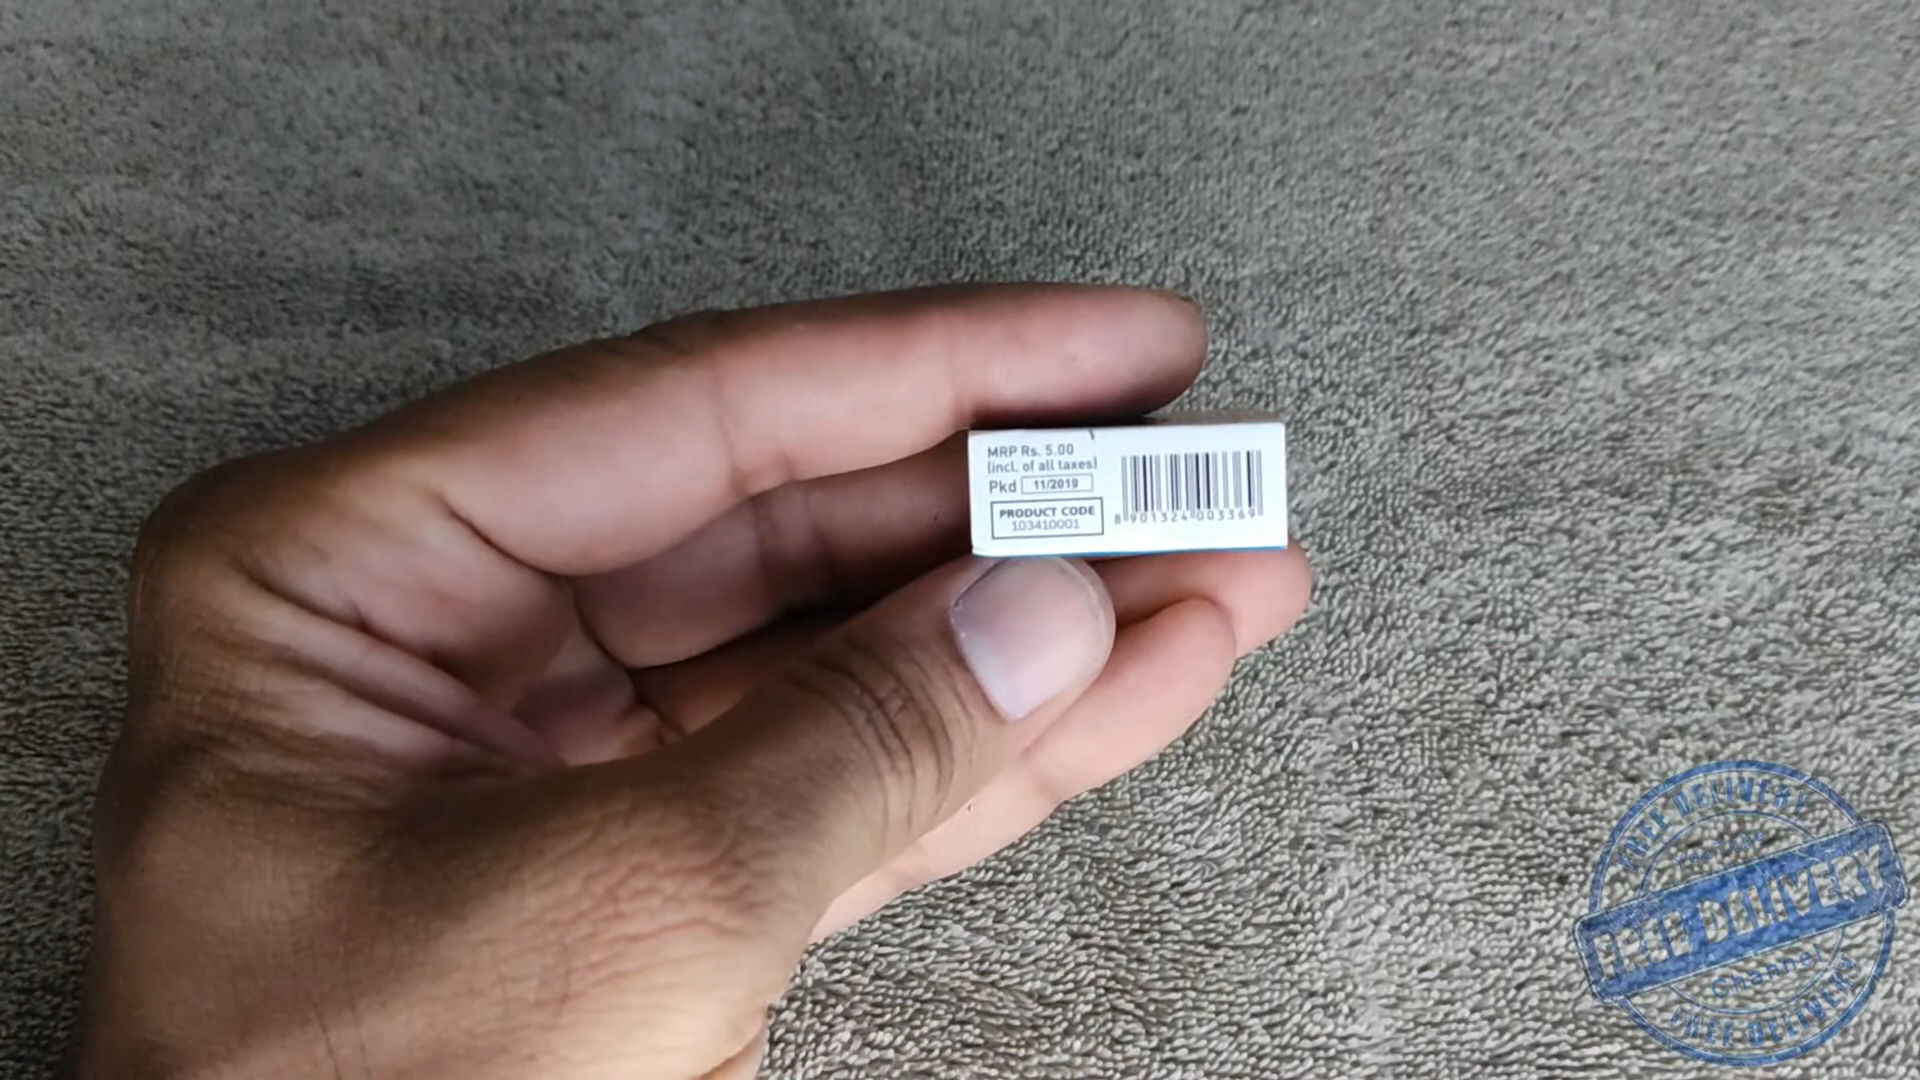 MRP Rs. 5.00
(incl. of all taxes)
Pkd 11/2019
PRODUCT CODE
103410001
8 901324 003369
FREE DELIVERY
FREE DELIVERY
Channel
FREE DELIVERY